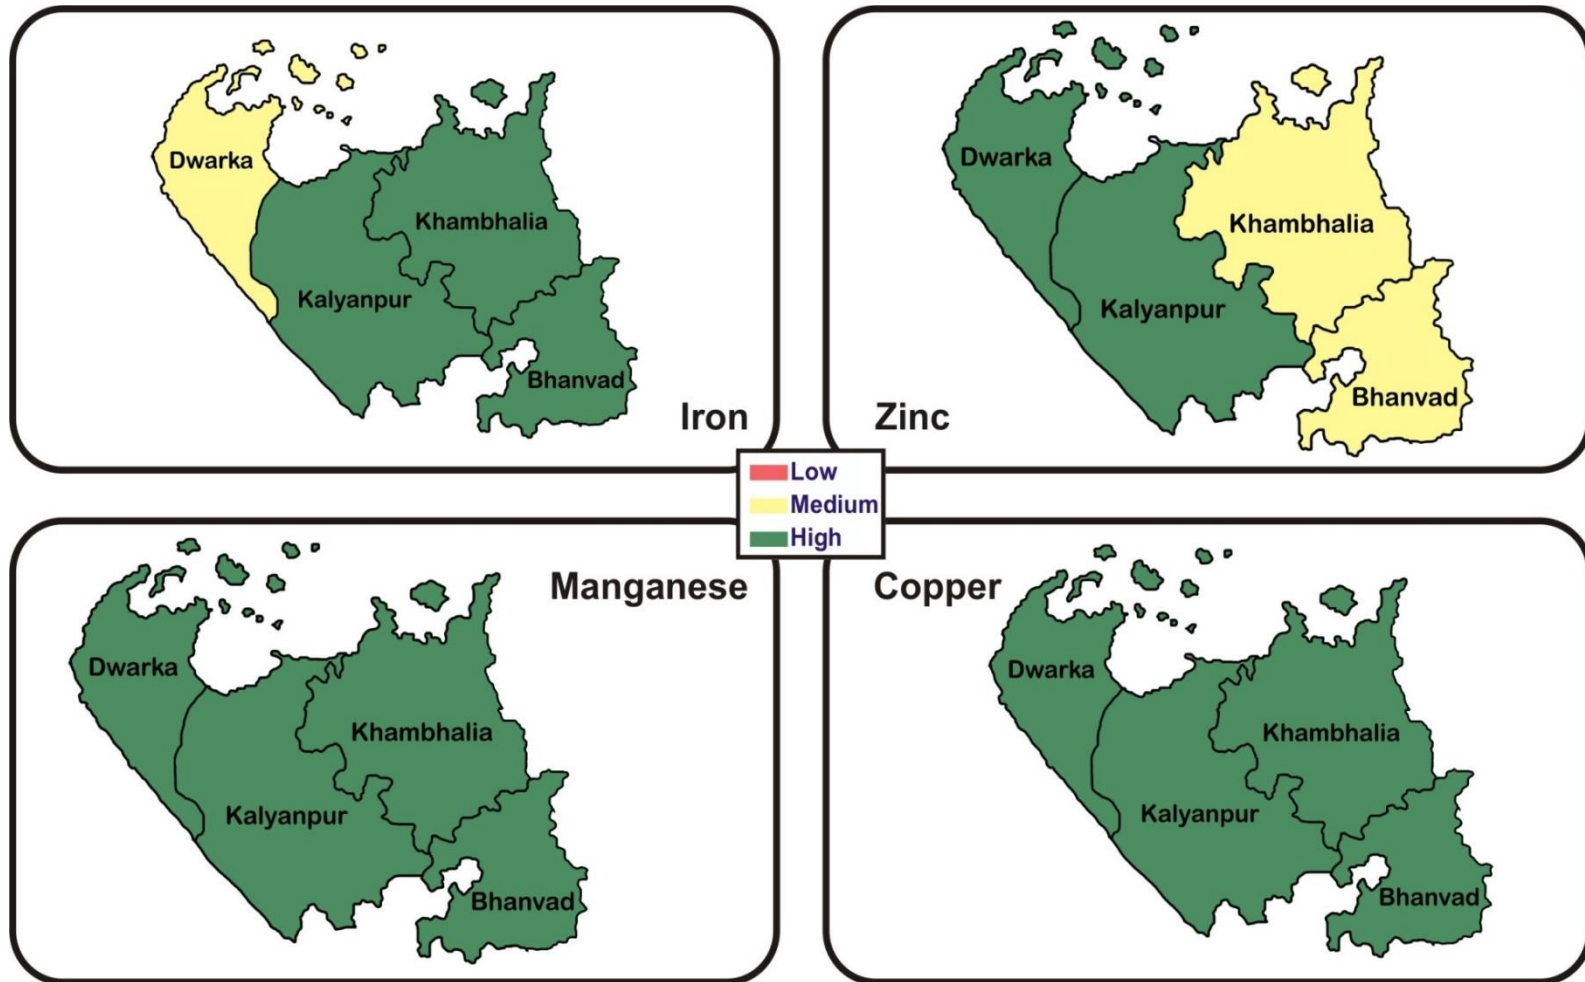 Dwarka
Khambhalia
Kalyanpur
Bhanvad
Iron
Dwarka
Khambhalia
Kalyanpur
Bhanvad
Zinc
Low
Medium
High
Manganese
Dwarka
Khambhalia
Kalyanpur
Bhanvad
Copper
Dwarka
Khambhalia
Kalyanpur
Bhanvad